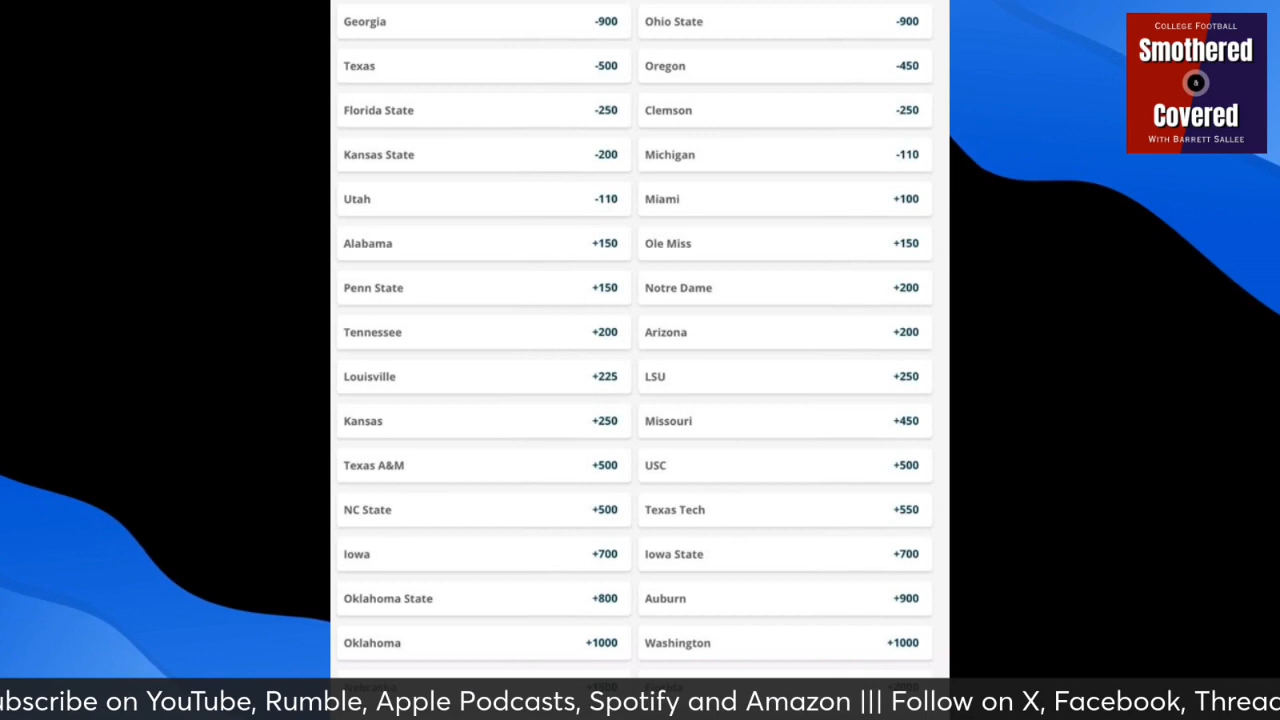 Georgia -900 Ohio State -900
Texas -500 Oregon -450
Florida State -250 Clemson -250
Kansas State -200 Michigan -110
Utah -110 Miami +100
Alabama +150 Ole Miss +150
Penn State +150 Notre Dame +200
Tennessee +200 Arizona +200
Louisville +225 LSU +250
Kansas +250 Missouri +450
Texas A&M +500 USC +500
NC State +500 Texas Tech +550
Iowa +700 Iowa State +700
Oklahoma State +800 Auburn +900
Oklahoma +1000 Washington +1000
College Football
Smothered
&
Covered
With Barrett Sallee
ubscribe on YouTube, Rumble, Apple Podcasts, Spotify and Amazon ||| Follow on X, Facebook, Threa